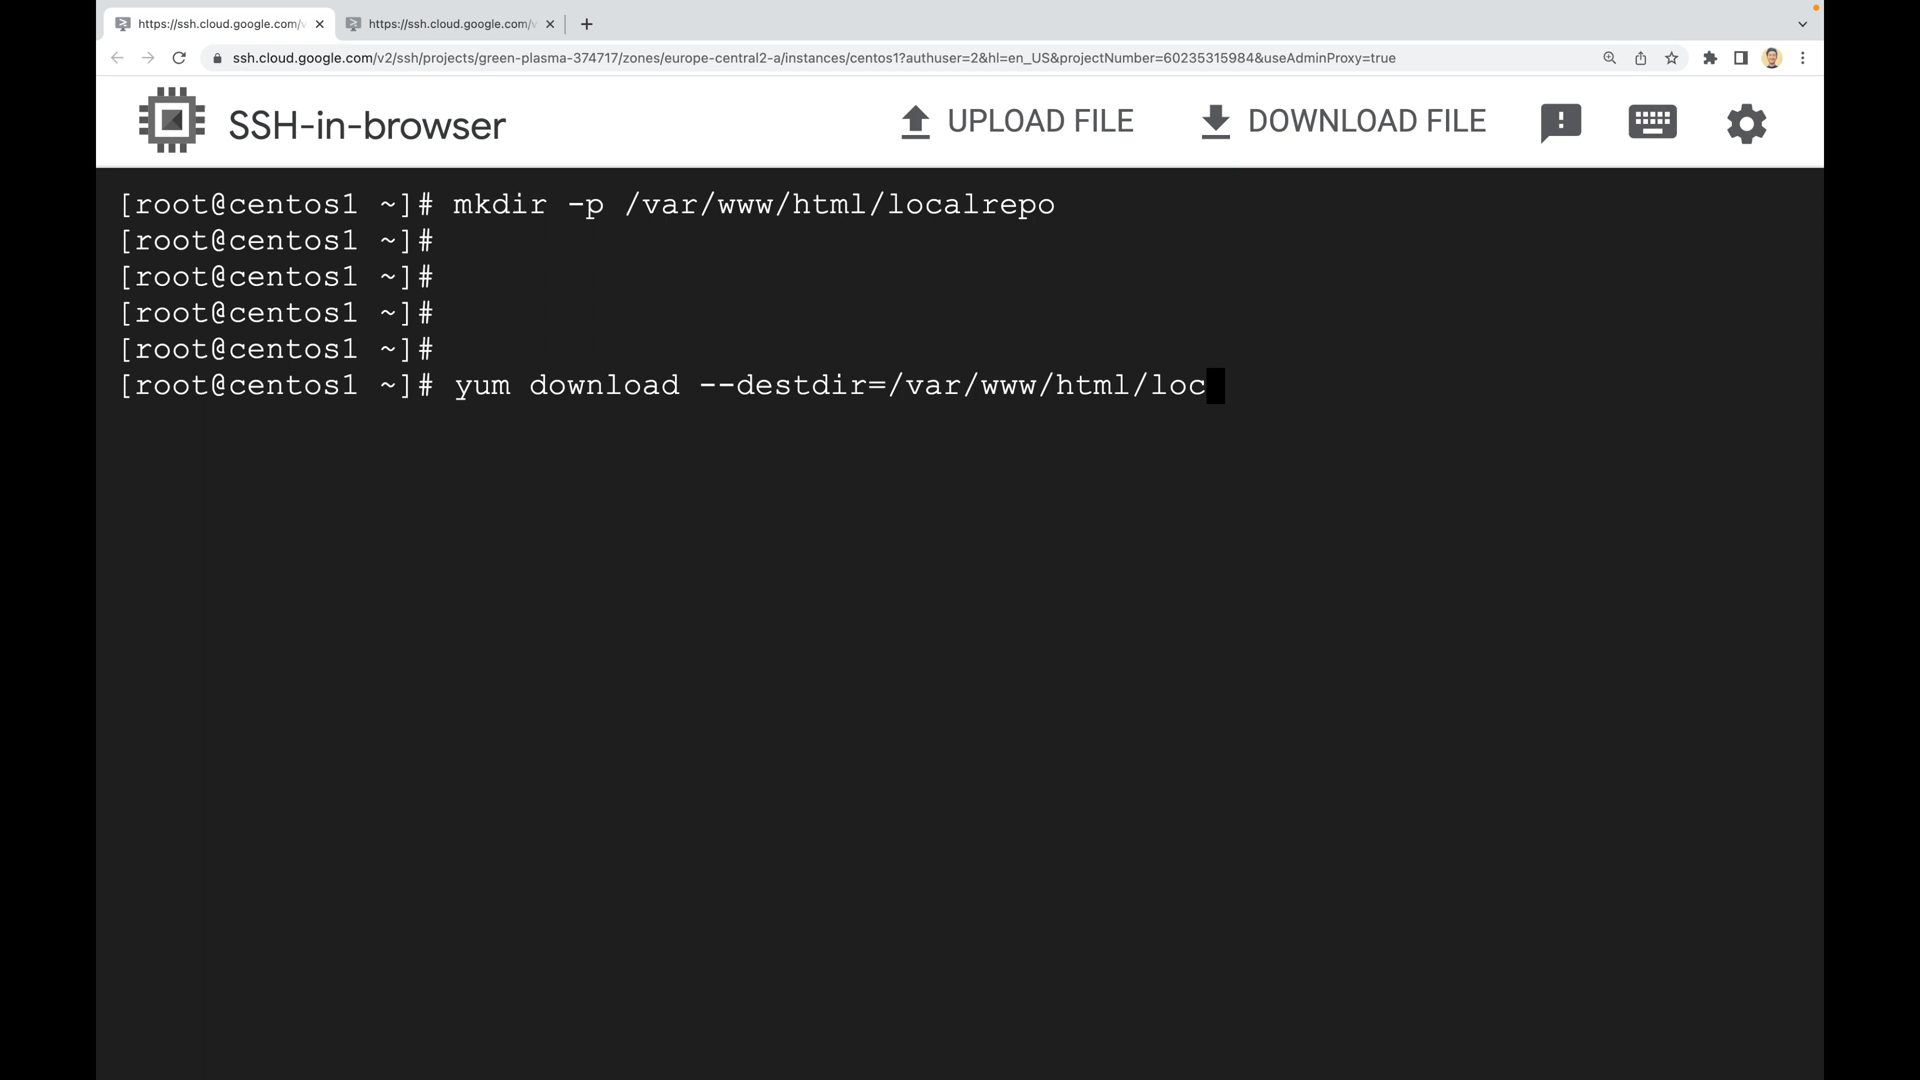 https://ssh.cloud.google.com/v
https://ssh.cloud.google.com/v
ssh.cloud.google.com/v2/ssh/projects/green-plasma-374717/zones/europe-central2-a/instances/centos1?authuser=2&hl=en_US&projectNumber=60235315984&useAdminProxy=true
SSH-in-browser
UPLOAD FILE
DOWNLOAD FILE
[root@centos1 ~]# mkdir -p /var/www/html/localrepo
[root@centos1 ~]#
[root@centos1 ~]#
[root@centos1 ~]#
[root@centos1 ~]#
[root@centos1 ~]# yum download --destdir=/var/www/html/loc